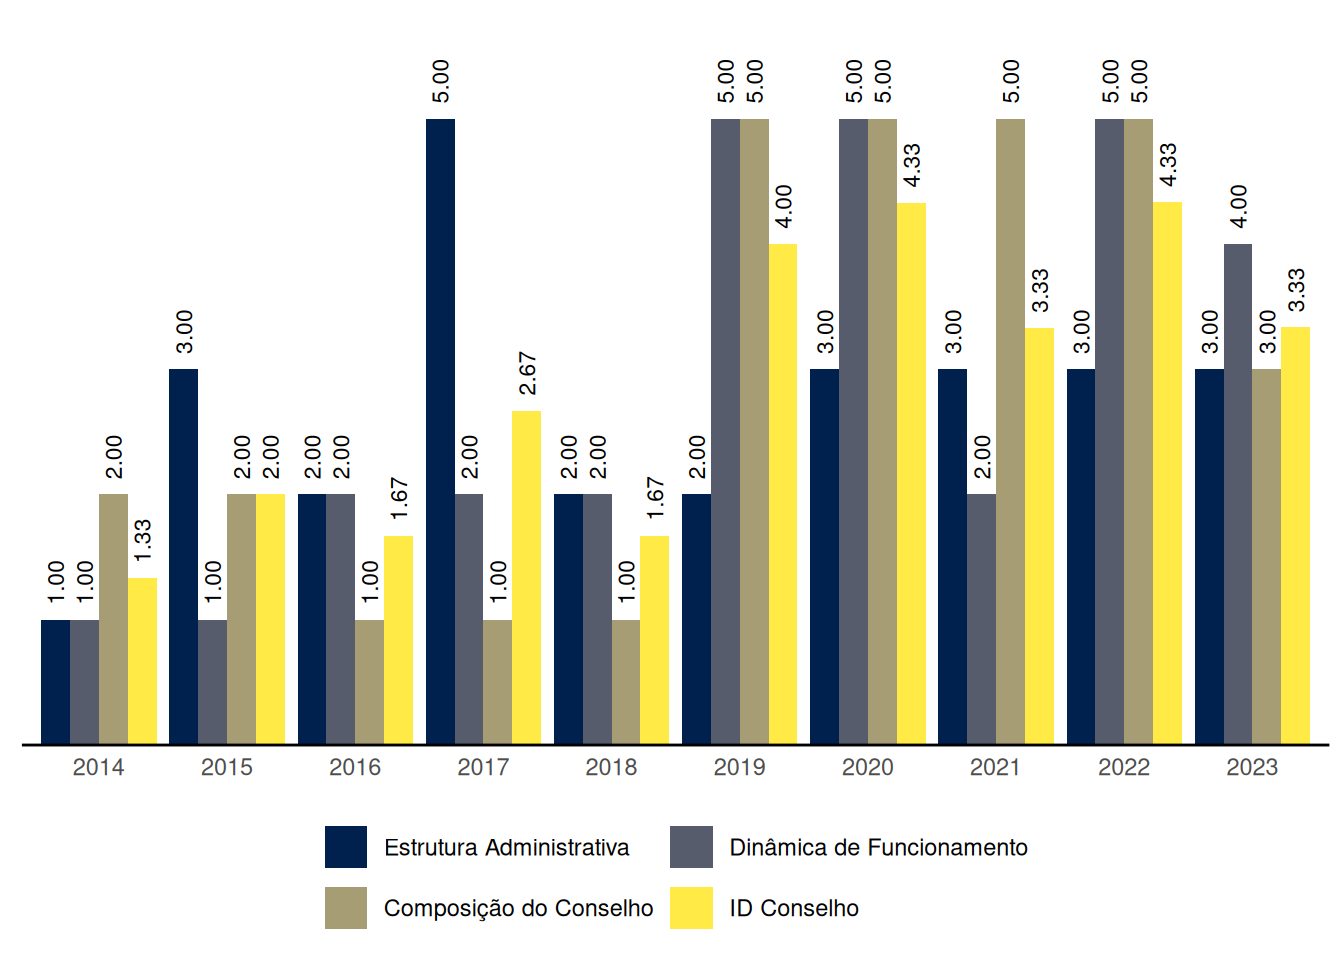 1.00 1.00 2.00 1.33 3.00 1.00 2.00 2.00 2.00 2.00 1.00 1.67 5.00 2.00 1.00 2.67 2.00 2.00 1.00 1.67 2.00 5.00 5.00 4.00 3.00 5.00 5.00 4.33 3.00 2.00 5.00 3.33 3.00 5.00 5.00 4.33 3.00 4.00 3.00 3.33
2014 2015 2016 2017 2018 2019 2020 2021 2022 2023
Estrutura Administrativa Dinâmica de Funcionamento
Composição do Conselho ID Conselho